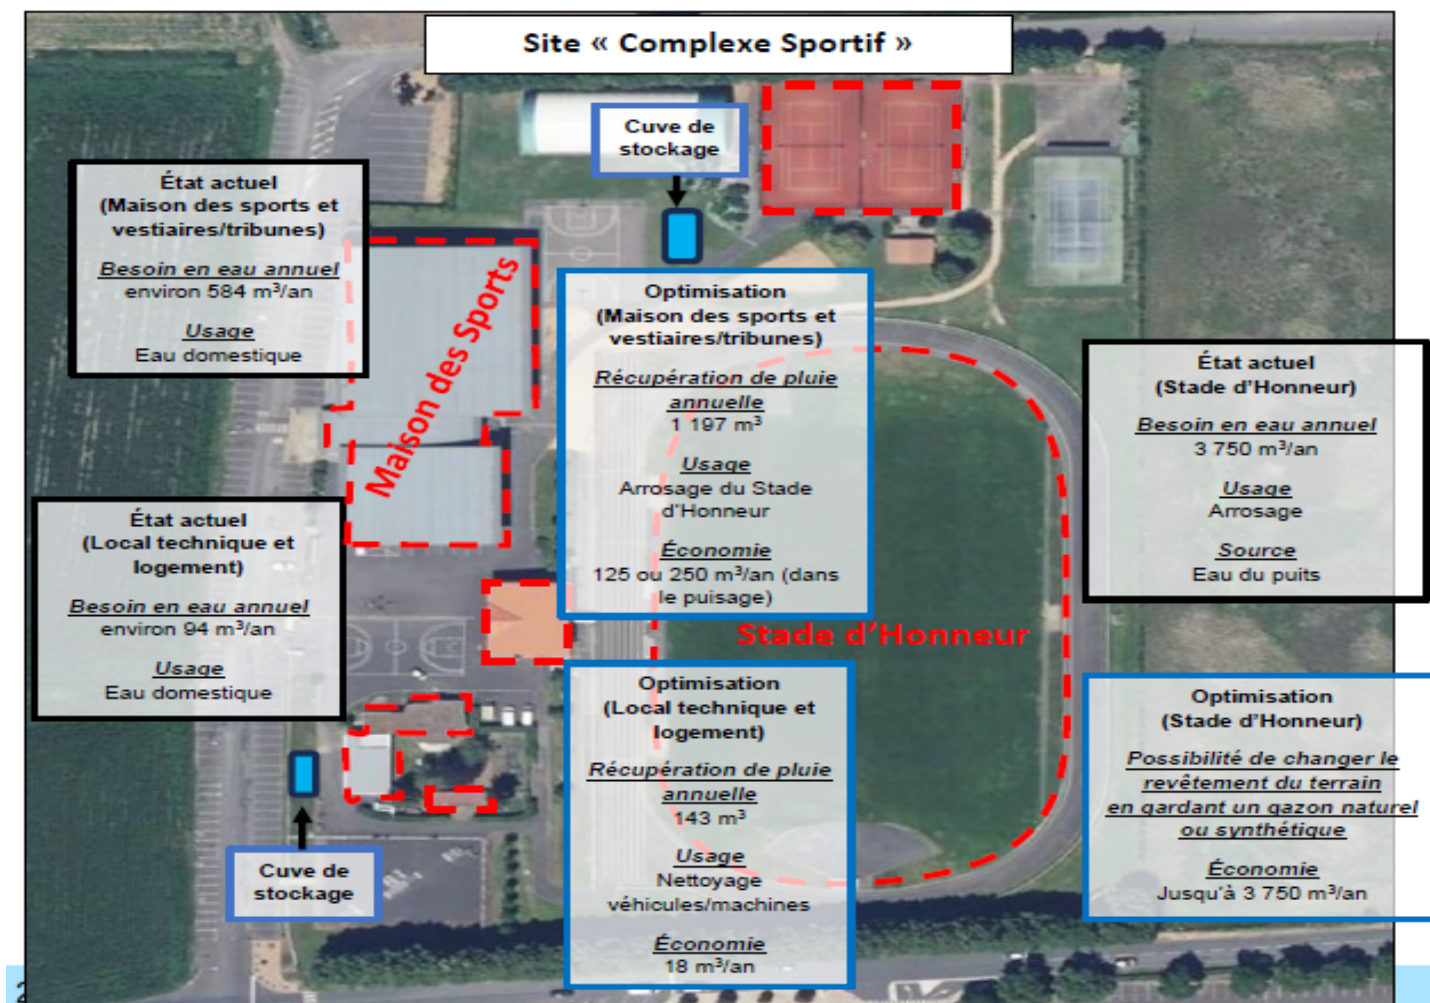 Site « Complexe Sportif »
Cuve de
stockage
État actuel
(Maison des sports et
vestiaires/tribunes)
Besoin en eau annuel
environ 584 m³/an
Usage
Eau domestique
Maison des Sports
Optimisation
(Maison des sports et
vestiaires/tribunes)
Récupération de pluie
annuelle
1 197 m³
Usage
Arrosage du Stade
d'Honneur
Économie
125 ou 250 m³/an (dans
le puisage)
État actuel
(Stade d'Honneur)
Besoin en eau annuel
3 750 m³/an
Usage
Arrosage
Source
Eau du puits
État actuel
(Local technique et
logement)
Besoin en eau annuel
environ 94 m³/an
Usage
Eau domestique
Stade d'Honneur
Optimisation
(Local technique et
logement)
Récupération de pluie
annuelle
143 m³
Usage
Nettoyage
véhicules/machines
Économie
18 m³/an
Optimisation
(Stade d'Honneur)
Possibilité de changer le
revêtement du terrain
en gardant un gazon naturel
ou synthétique
Économie
Jusqu'à 3 750 m³/an
Cuve de
stockage